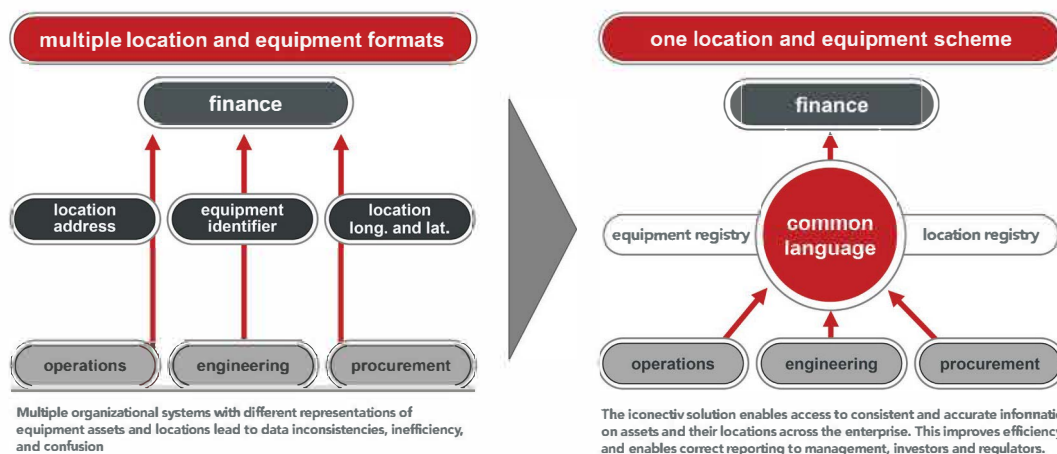 multiple location and equipment formats
finance
location
address
equipment
identifier
location
long. and lat.
operations
engineering
procurement
Multiple organizational systems with different representations of
equipment assets and locations lead to data inconsistencies, inefficiency,
and confusion
one location and equipment scheme
finance
equipment registry
common
language
location registry
operations
engineering
procurement
The iconectiv solution enables access to consistent and accurate informati
on assets and their locations across the enterprise. This improves efficiency
and enables correct reporting to management, investors and regulators.